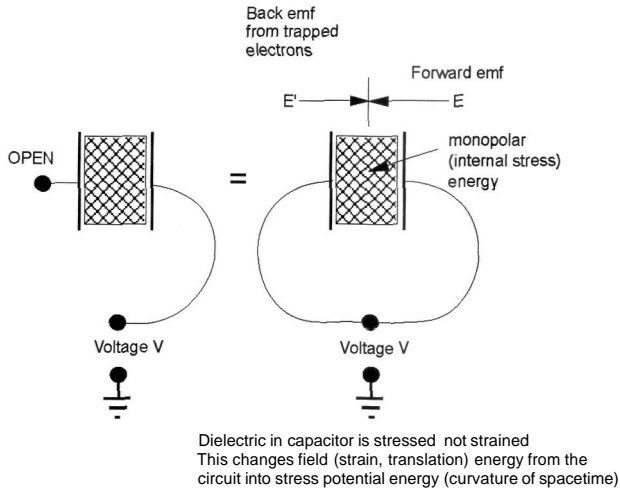 Back emf
from trapped
electrons
Forward emf
E'
E
OPEN
=
monopolar
(internal stress)
energy
Voltage V
Voltage V
Dielectric in capacitor is stressed not strained
This changes field (strain, translation) energy from the
circuit into stress potential energy (curvature of spacetime)